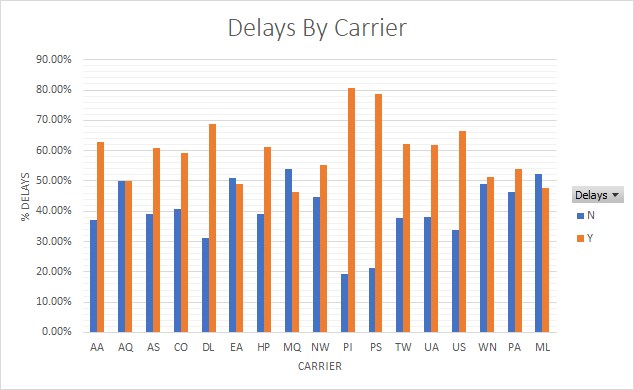 Delays By Carrier
90.00%
80.00%
70.00%
60.00%
50.00%
40.00%
30.00%
20.00%
10.00%
0.00%
% DELAYS
AA AQ AS CO DL EA HP MQ NW PI PS TW UA US WN PA ML
CARRIER
Delays
N
Y